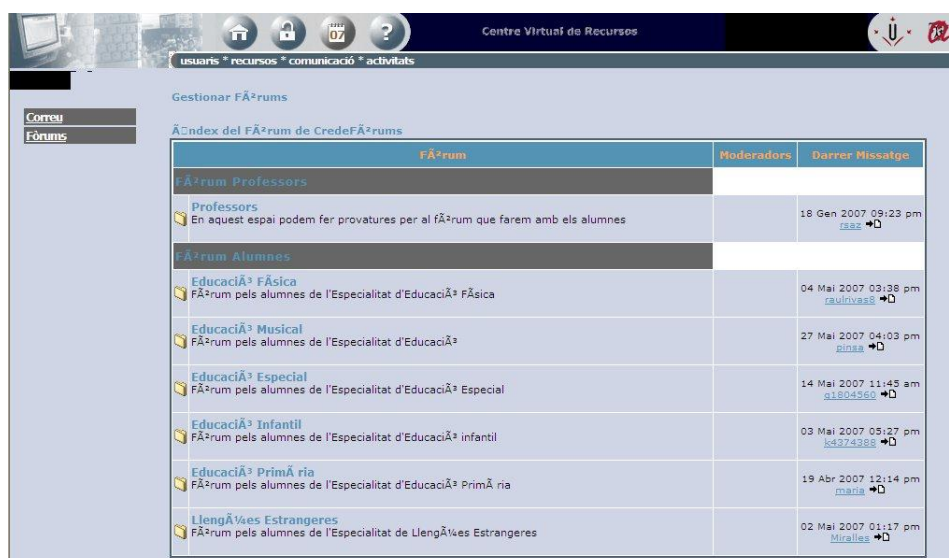 07
?
Centre Virtual de Recursos
usuaris * recursos * comunicació * activitats
Correu
Fòrums
Gestionar FÃ²rums
Ã�ndex del FÃ²rum de CredeFÃ²rums
FÃ²rum Moderadors Darrer Missatge
FÃ²rum Professors
Professors
En aquest espai podem fer provatures per al fÃ²rum que farem amb els alumnes
18 Gen 2007 09:23 pm
rsaz
FÃ²rum Alumnes
EducaciÃ³ FÃsica
FÃ²rum pels alumnes de l'Especialitat d'EducaciÃ³ FÃsica
04 Mai 2007 03:38 pm
raulrivas8
EducaciÃ³ Musical
FÃ²rum pels alumnes de l'Especialitat d'EducaciÃ³
27 Mai 2007 04:03 pm
pinsa
EducaciÃ³ Especial
FÃ²rum pels alumnes de l'Especialitat d'EducaciÃ³ Especial
14 Mai 2007 11:45 am
q1804560
EducaciÃ³ Infantil
FÃ²rum pels alumnes de l'Especialitat d'EducaciÃ³ infantil
03 Mai 2007 05:27 pm
k4374388
EducaciÃ³ PrimÃ ria
FÃ²rum pels alumnes de l'Especialitat d'EducaciÃ³ PrimÃ ria
19 Abr 2007 12:14 pm
maria
LlengÃ¼es Estrangeres
FÃ²rum pels alumnes de l'Especialitat de LlengÃ¼es Estrangeres
02 Mai 2007 01:17 pm
Miralles